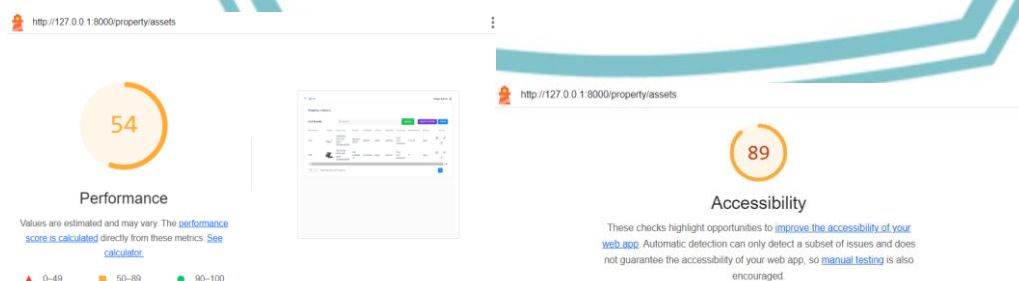 http://127.0.0.1:8000/property/assets
54
Performance
Values are estimated and may vary. The performance
score is calculated directly from these metrics. See
calculator.
0–49
50–89
90–100
http://127.0.0.1:8000/property/assets
89
Accessibility
These checks highlight opportunities to improve the accessibility of your
web app. Automatic detection can only detect a subset of issues and does
not guarantee the accessibility of your web app, so manual testing is also
encouraged.